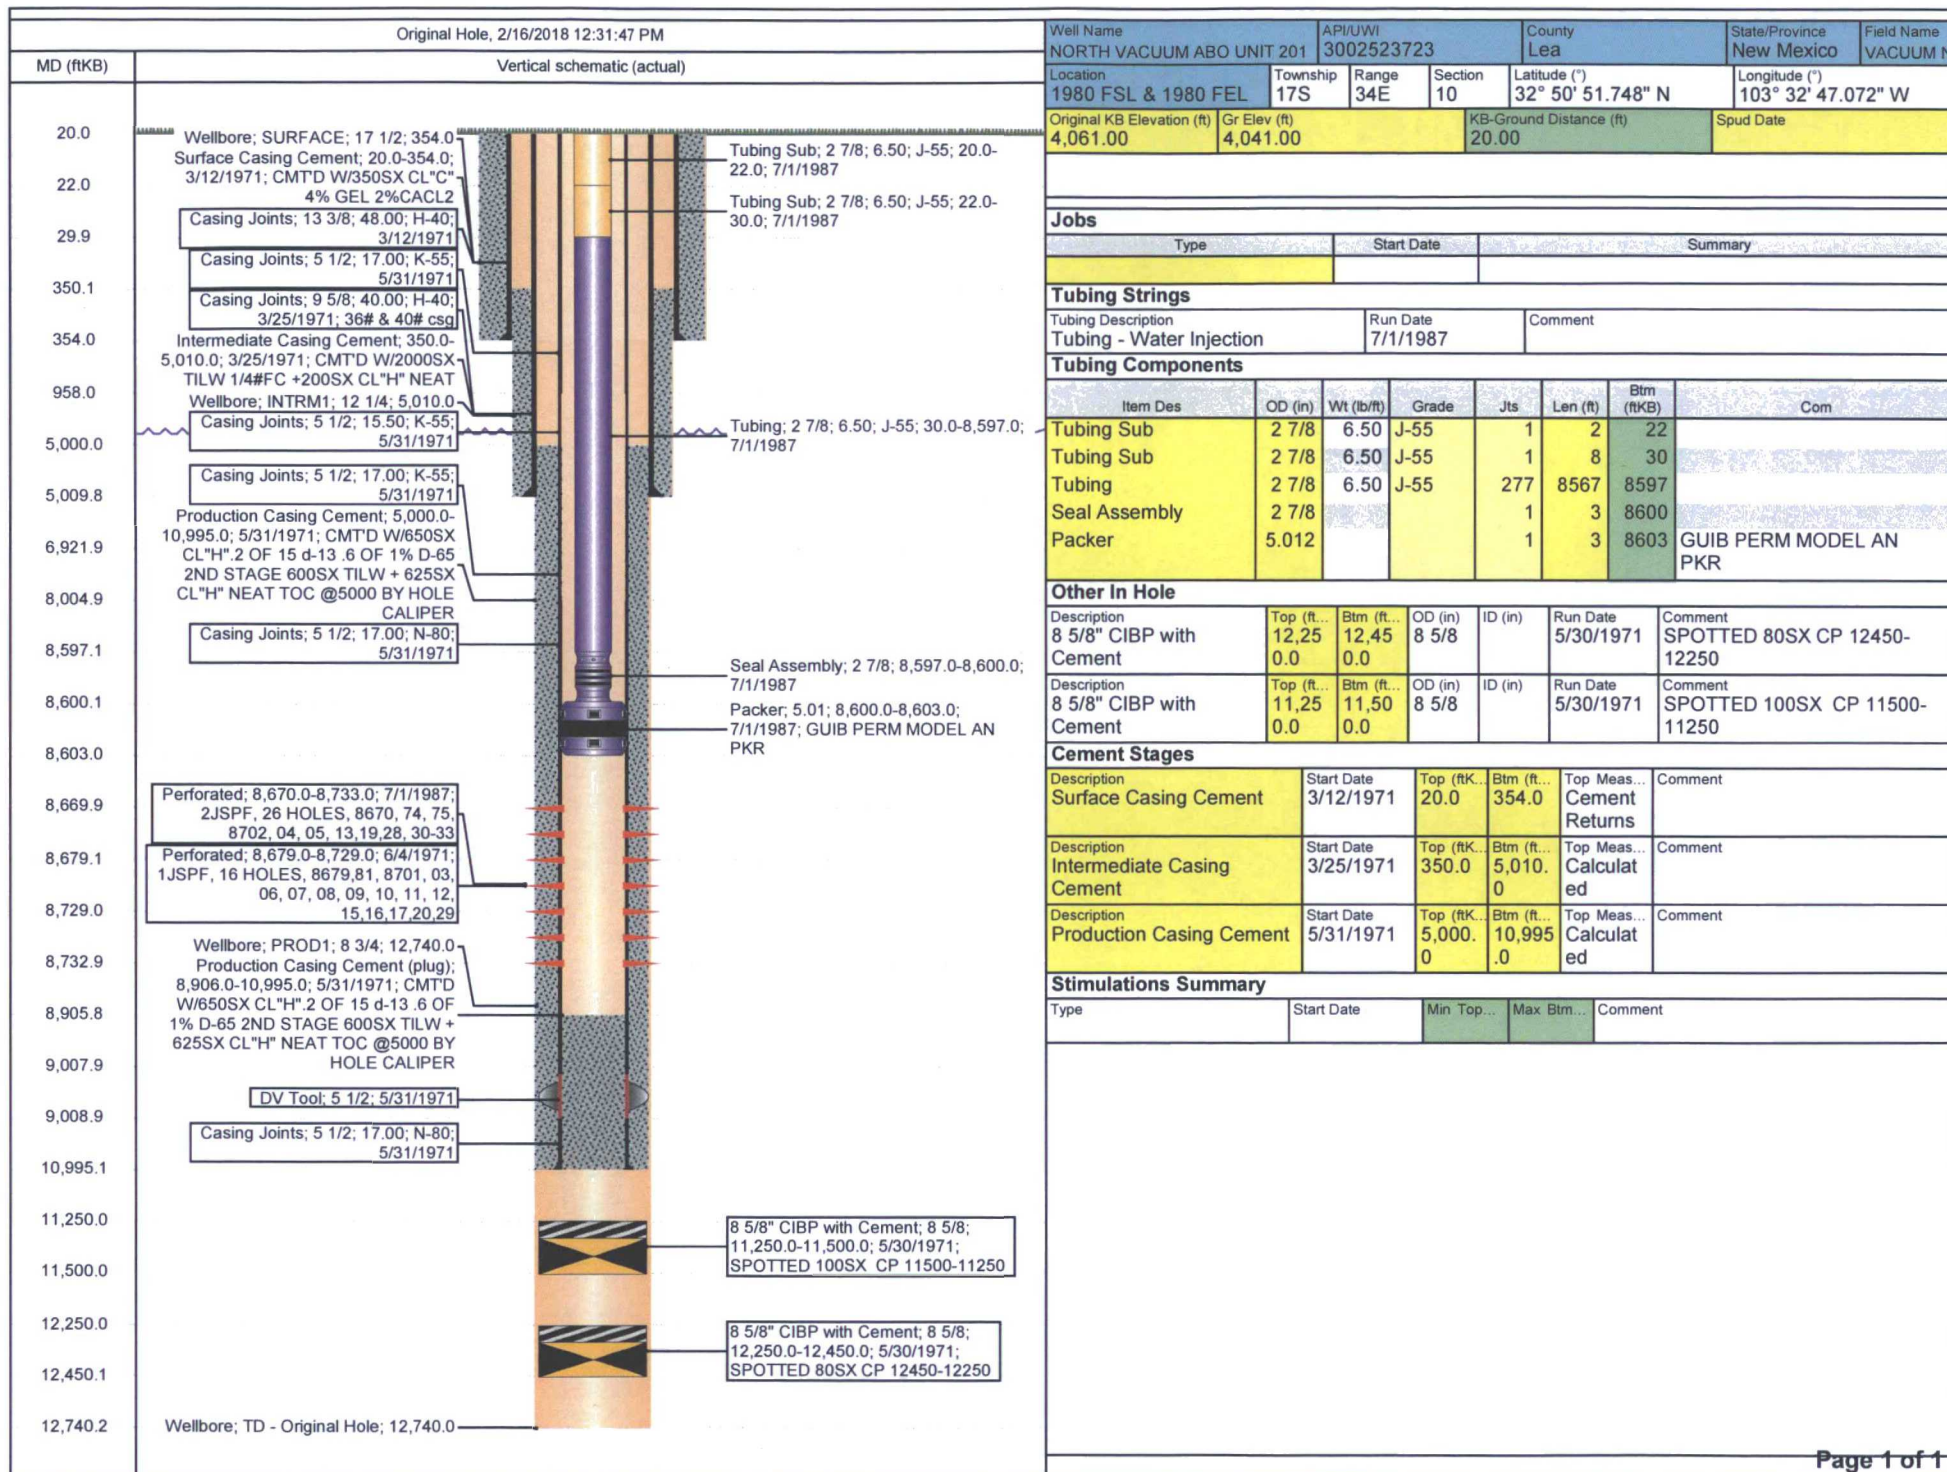 Original Hole, 2/16/2018 12:31:47 PM
MD (ftKB)
Vertical schematic (actual)
20.0
22.0
29.9
350.1
354.0
958.0
5,000.0
5,009.8
6,921.9
8,004.9
8,597.1
8,600.1
8,603.0
8,669.9
8,679.1
8,729.0
8,732.9
8,905.8
9,007.9
9,008.9
10,995.1
11,250.0
11,500.0
12,250.0
12,450.1
12,740.2
Wellbore; SURFACE; 17 1/2; 354.0
Surface Casing Cement; 20.0-354.0;
3/12/1971; CMT'D W/350SX CL"C"
4% GEL 2%CACL2
Casing Joints; 13 3/8; 48.00; H-40;
3/12/1971
Casing Joints; 5 1/2; 17.00; K-55;
5/31/1971
Casing Joints; 9 5/8; 40.00; H-40;
3/25/1971; 36# & 40# csg
Intermediate Casing Cement; 350.0-
5,010.0; 3/25/1971; CMT'D W/2000SX
TILW 1/4#FC +200SX CL"H" NEAT
Wellbore; INTRM1; 12 1/4; 5,010.0
Casing Joints; 5 1/2; 15.50; K-55;
5/31/1971
Casing Joints; 5 1/2; 17.00; K-55;
5/31/1971
Production Casing Cement; 5,000.0-
10,995.0; 5/31/1971; CMT'D W/650SX
CL"H".2 OF 15 d-13 .6 OF 1% D-65
2ND STAGE 600SX TILW + 625SX
CL"H" NEAT TOC @5000 BY HOLE
CALIPER
Casing Joints; 5 1/2; 17.00; N-80;
5/31/1971
Perforated; 8,670.0-8,733.0; 7/1/1987;
2JSPF, 26 HOLES, 8670, 74, 75,
8702, 04, 05, 13,19,28, 30-33
Perforated; 8,679.0-8,729.0; 6/4/1971;
1JSPF, 16 HOLES, 8679,81, 8701, 03,
06, 07, 08, 09, 10, 11, 12,
15,16,17,20,29
Wellbore; PROD1; 8 3/4; 12,740.0
Production Casing Cement (plug);
8,906.0-10,995.0; 5/31/1971; CMT'D
W/650SX CL"H".2 OF 15 d-13 .6 OF
1% D-65 2ND STAGE 600SX TILW +
625SX CL"H" NEAT TOC @5000 BY
HOLE CALIPER
DV Tool; 5 1/2; 5/31/1971
Casing Joints; 5 1/2; 17.00; N-80;
5/31/1971
Wellbore; TD - Original Hole; 12,740.0
Tubing Sub; 2 7/8; 6.50; J-55; 20.0-
22.0; 7/1/1987
Tubing Sub; 2 7/8; 6.50; J-55; 22.0-
30.0; 7/1/1987
Tubing; 2 7/8; 6.50; J-55; 30.0-8,597.0;
7/1/1987
Seal Assembly; 2 7/8; 8,597.0-8,600.0;
7/1/1987
Packer; 5.01; 8,600.0-8,603.0;
7/1/1987; GUIB PERM MODEL AN
PKR
8 5/8" CIBP with Cement; 8 5/8;
11,250.0-11,500.0; 5/30/1971;
SPOTTED 100SX CP 11500-11250
8 5/8" CIBP with Cement; 8 5/8;
12,250.0-12,450.0; 5/30/1971;
SPOTTED 80SX CP 12450-12250
Well Name API/UWI County State/Province Field Name
NORTH VACUUM ABO UNIT 201 3002523723 Lea New Mexico VACUUM N
Location Township Range Section Latitude (°) Longitude (°)
1980 FSL & 1980 FEL 17S 34E 10 32° 50' 51.748" N 103° 32' 47.072" W
Original KB Elevation (ft) Gr Elev (ft) KB-Ground Distance (ft) Spud Date
4,061.00 4,041.00 20.00
Jobs
Type Start Date Summary
Tubing Strings
Tubing Description Run Date Comment
Tubing - Water Injection 7/1/1987
Tubing Components
Item Des OD (in) Wt (lb/ft) Grade Jts Len (ft) Btm (ftKB) Com
Tubing Sub 2 7/8 6.50 J-55 1 2 22
Tubing Sub 2 7/8 6.50 J-55 1 8 30
Tubing 2 7/8 6.50 J-55 277 8567 8597
Seal Assembly 2 7/8 1 3 8600
Packer 5.012 1 3 8603 GUIB PERM MODEL AN
PKR
Other In Hole
Description Top (ft... Btm (ft... OD (in) ID (in) Run Date Comment
8 5/8" CIBP with 12,25 12,45 8 5/8 5/30/1971 SPOTTED 80SX CP 12450-
Cement 0.0 0.0 12250
Description Top (ft... Btm (ft... OD (in) ID (in) Run Date Comment
8 5/8" CIBP with 11,25 11,50 8 5/8 5/30/1971 SPOTTED 100SX CP 11500-
Cement 0.0 0.0 11250
Cement Stages
Description Start Date Top (ftK... Btm (ft... Top Meas... Comment
Surface Casing Cement 3/12/1971 20.0 354.0 Cement
Returns
Description Start Date Top (ftK... Btm (ft... Top Meas... Comment
Intermediate Casing 3/25/1971 350.0 5,010. Calculat
Cement 0 ed
Description Start Date Top (ftK... Btm (ft... Top Meas... Comment
Production Casing Cement 5/31/1971 5,000. 10,995 Calculat
0 .0 ed
Stimulations Summary
Type Start Date Min Top... Max Btm... Comment
Page 1 of 1